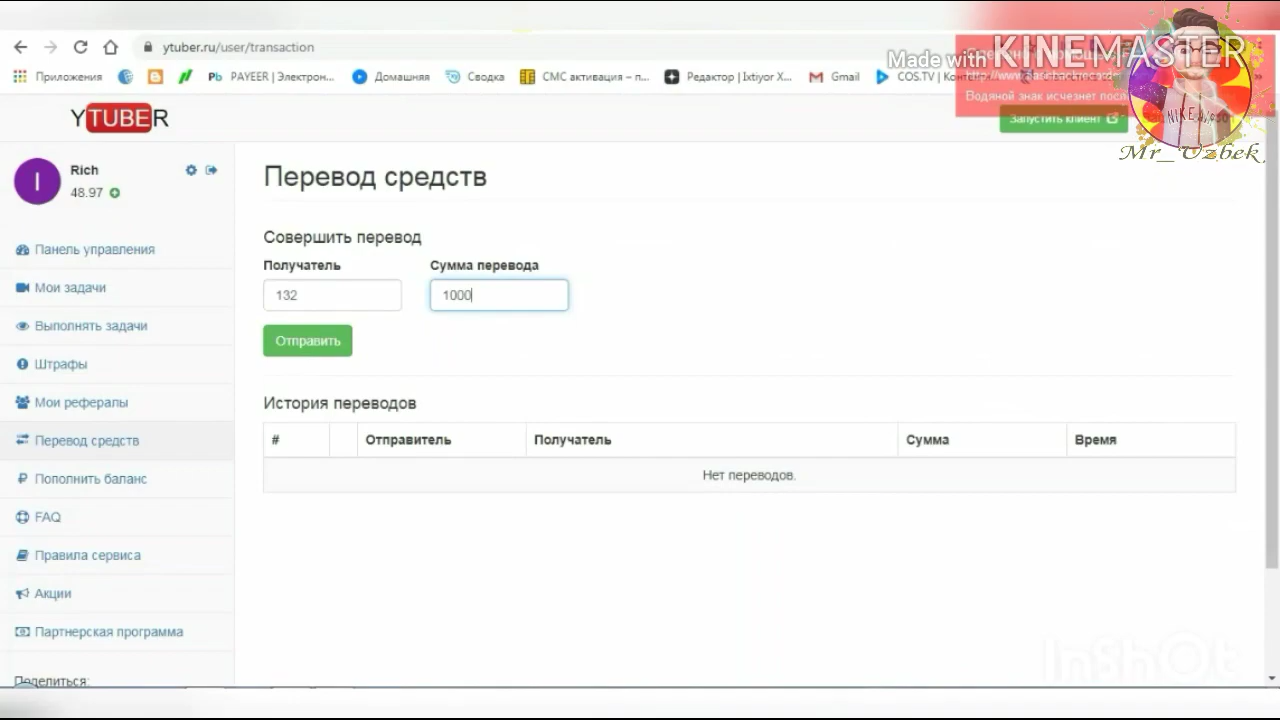 ytuber.ru/user/transaction
Made with KINEMASTER
Приложения
PAYEER | Электрон...
Домашняя
Сводка
СМС активация – п...
Редактор | Ixtiyor X...
Gmail
COS.TV |
Водяной знак исчезнет
YTUBER
Запустить клиент
NIKE
Mr_Uzbek
Rich
48.97
I
Перевод средств
Совершить перевод
Получатель
Сумма перевода
132
1000
Отправить
История переводов
#
Отправитель
Получатель
Сумма
Время
Нет переводов.
Панель управления
Мои задачи
Выполнять задачи
Штрафы
Мои рефералы
Перевод средств
Пополнить баланс
FAQ
Правила сервиса
Акции
Партнерская программа
Поделиться:
InShot